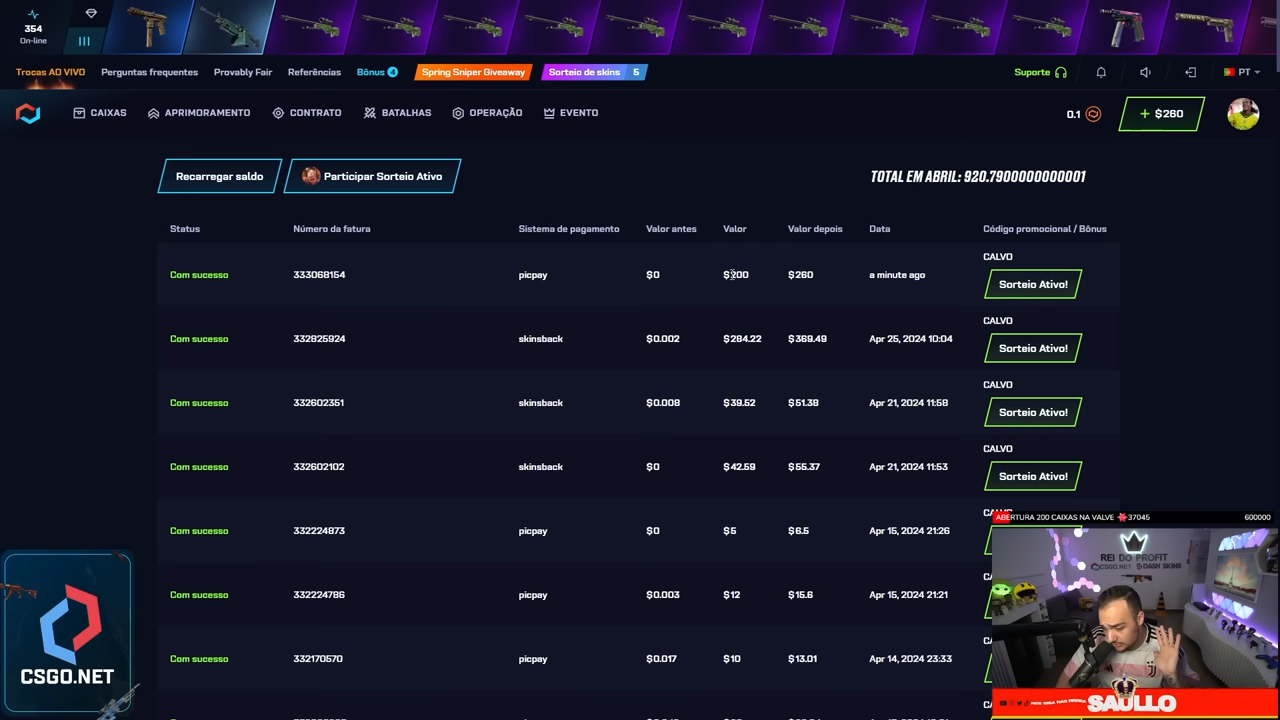 354
On-line
Trocas AO VIVO
Perguntas frequentes
Provably Fair
Referências
Bônus 4
Spring Sniper Giveaway
Sorteio de skins 5
Suporte
PT
CAIXAS
APRIMORAMENTO
CONTRATO
BATALHAS
OPERAÇÃO
EVENTO
0.1
+ $260
Recarregar saldo
Participar Sorteio Ativo
TOTAL EM ABRIL: 920.7900000000001
Status Número da fatura Sistema de pagamento Valor antes Valor Valor depois Data Código promocional / Bônus
CALVO
Com sucesso 333068154 picpay $0 $200 $260 a minute ago Sorteio Ativo!
CALVO
Com sucesso 332825924 skinsback $0.002 $284.22 $369.49 Apr 25, 2024 10:04 Sorteio Ativo!
CALVO
Com sucesso 332602351 skinsback $0.008 $39.52 $51.38 Apr 21, 2024 11:58 Sorteio Ativo!
CALVO
Com sucesso 332602102 skinsback $0 $42.59 $55.37 Apr 21, 2024 11:53 Sorteio Ativo!
ABERTURA 200 CAIXAS NA VALVE 37045 600000
Com sucesso 332224873 picpay $0 $5 $6.5 Apr 15, 2024 21:26
REI DO PROFIT
CSGO.NET DASH SKINS
Com sucesso 332224786 picpay $0.003 $12 $15.6 Apr 15, 2024 21:21
Com sucesso 332170570 picpay $0.017 $10 $13.01 Apr 14, 2024 23:33
CSGO.NET
SAULLO